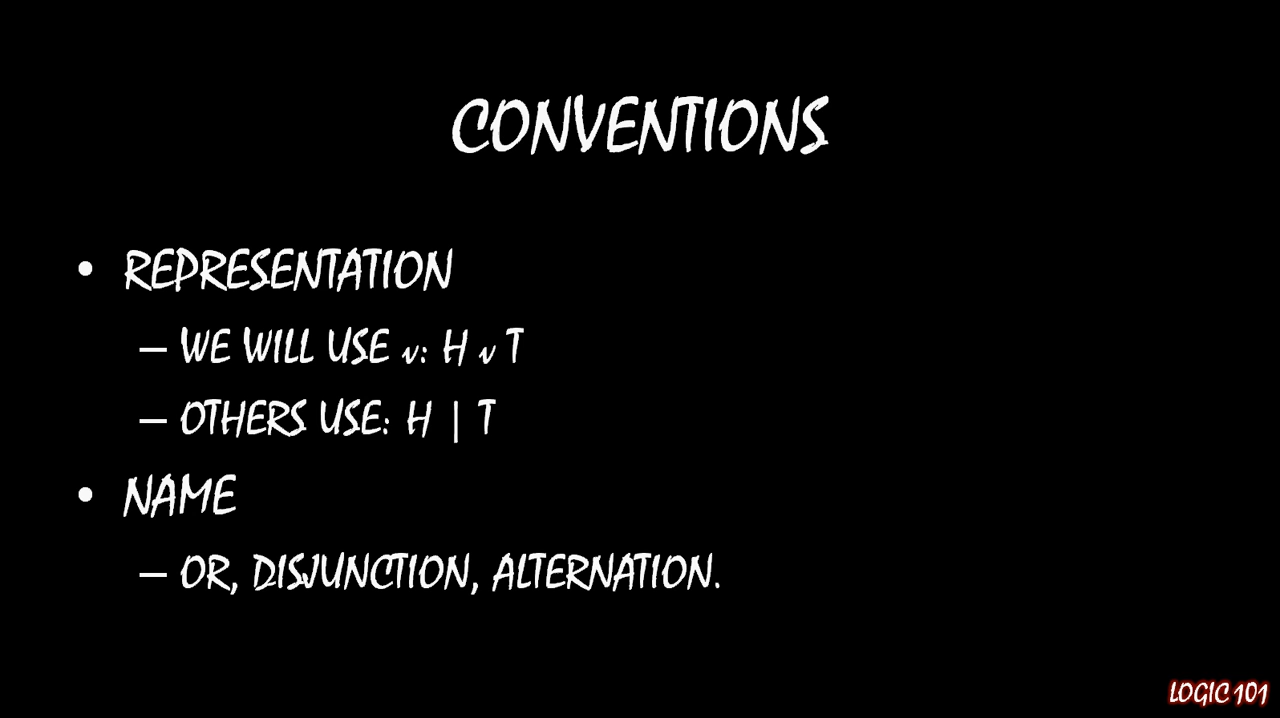 CONVENTIONS
• REPRESENTATION
– WE WILL USE v: H v T
– OTHERS USE: H | T
• NAME
– OR, DISJUNCTION, ALTERNATION.
LOGIC 101